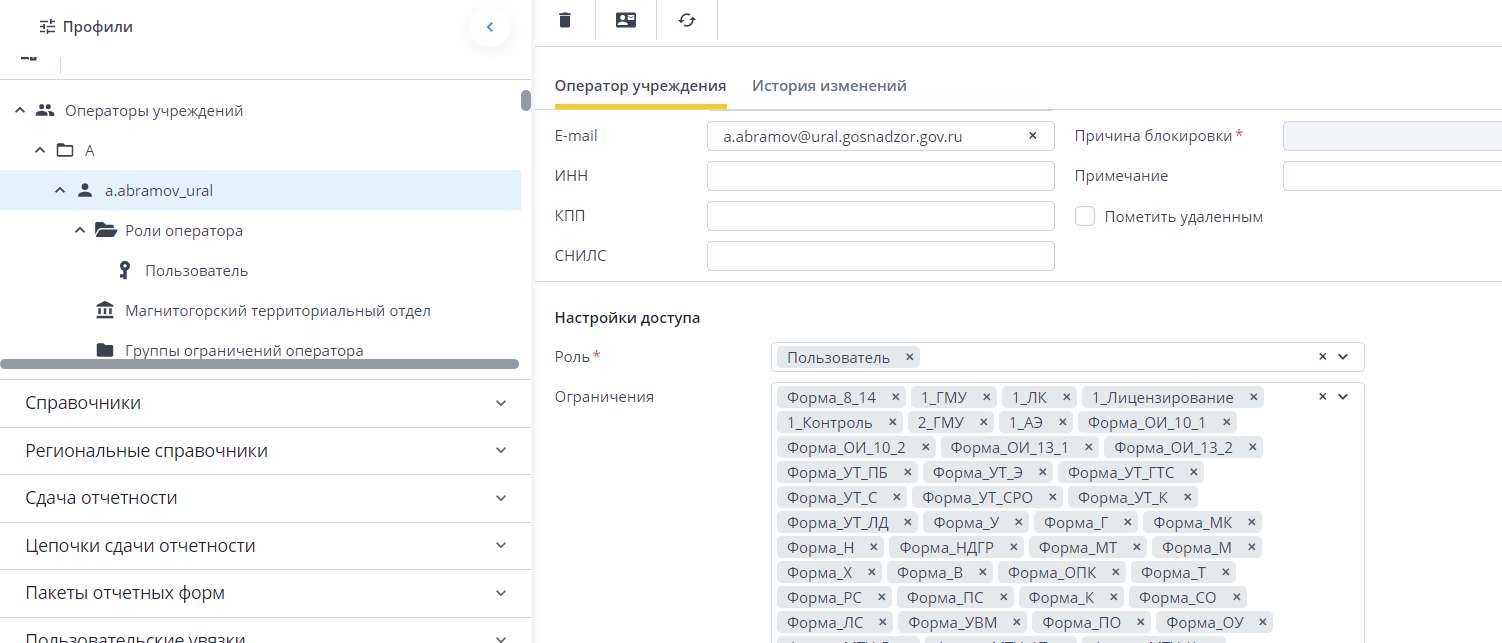 Профили
Операторы учреждений
А
a.abramov_ural
Роли оператора
Пользователь
Магнитогорский территориальный отдел
Группы ограничений оператора
Справочники
Региональные справочники
Сдача отчетности
Цепочки сдачи отчетности
Пакеты отчетных форм
Пользовательские увязки
Оператор учреждения История изменений
E-mail a.abramov@ural.gosnadzor.gov.ru Причина блокировки *
ИНН Примечание
КПП Пометить удаленным
СНИЛС
Настройки доступа
Роль * Пользователь
Ограничения Форма_8_14 1_ГМУ 1_ЛК 1_Лицензирование
1_Контроль 2_ГМУ 1_АЭ Форма_ОИ_10_1
Форма_ОИ_10_2 Форма_ОИ_13_1 Форма_ОИ_13_2
Форма_УТ_ПБ Форма_УТ_Э Форма_УТ_ГТС
Форма_УТ_С Форма_УТ_СРО Форма_УТ_К
Форма_УТ_ЛД Форма_У Форма_Г Форма_МК
Форма_Н Форма_НДГР Форма_МТ Форма_М
Форма_Х Форма_В Форма_ОПК Форма_Т
Форма_РС Форма_ПС Форма_К Форма_СО
Форма_ЛС Форма_УВМ Форма_ПО Форма_ОУ